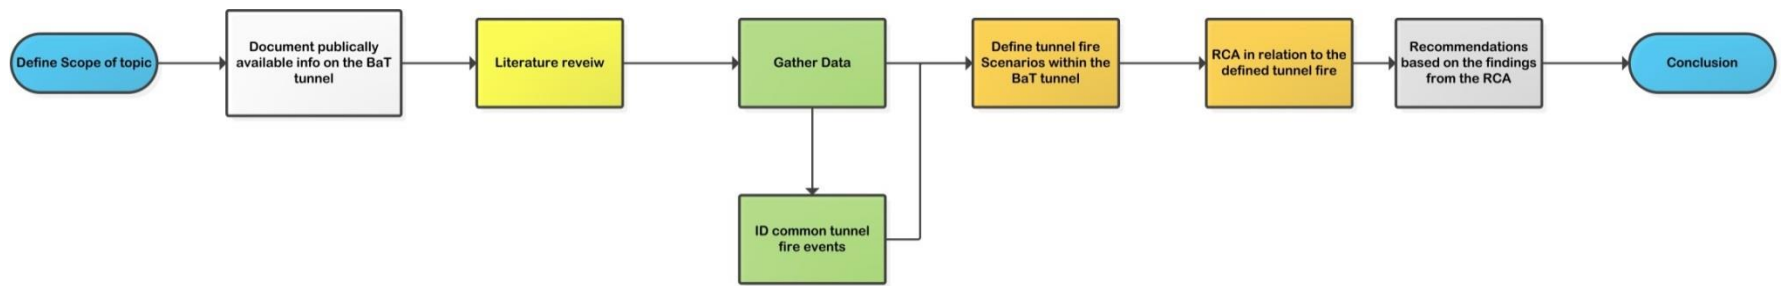 Define Scope of topic
Document publically
available info on the BaT
tunnel
Literature reveiw
Gather Data
Define tunnel fire
Scenarios within the
BaT tunnel
RCA in relation to the
defined tunnel fire
Recommendations
based on the findings
from the RCA
Conclusion
ID common tunnel
fire events